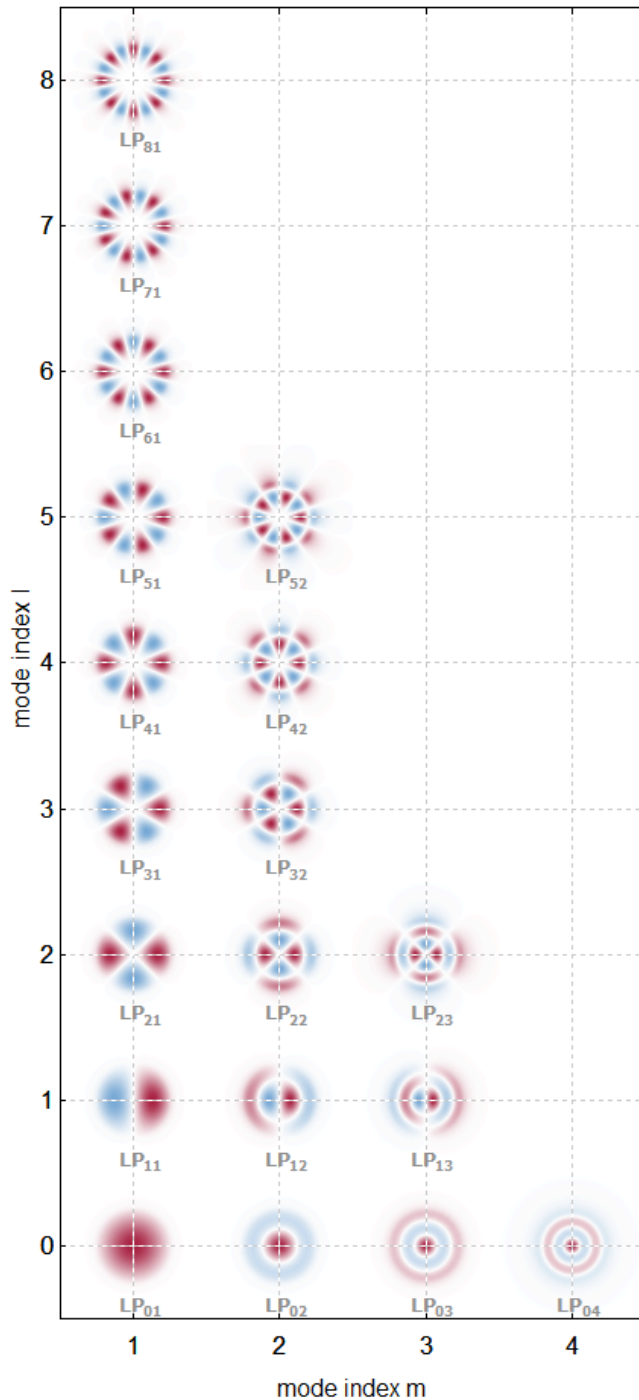 8
LP81
7
LP71
6
LP61
5
LP51 LP52
mode index l
4
LP41 LP42
3
LP31 LP32
2
LP21 LP22 LP23
1
LP11 LP12 LP13
0
LP01 LP02 LP03 LP04
1 2 3 4
mode index m